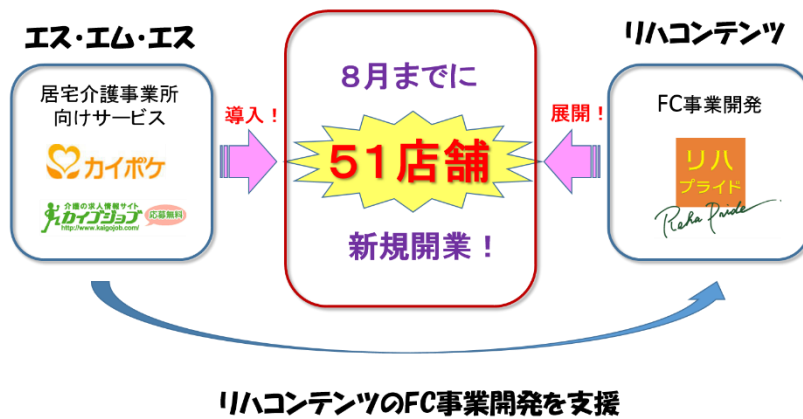 エス・エム・エス
居宅介護事業所
向けサービス
カイポケ
介護の求人情報サイト
カイゴジョブ
応募無料
http://www.kaigojob.com/
導入！
8月までに
51店舗
新規開業！
展開！
リハコンテンツ
FC事業開発
リハ
プライド
Reha Pride
リハコンテンツのFC事業開発を支援